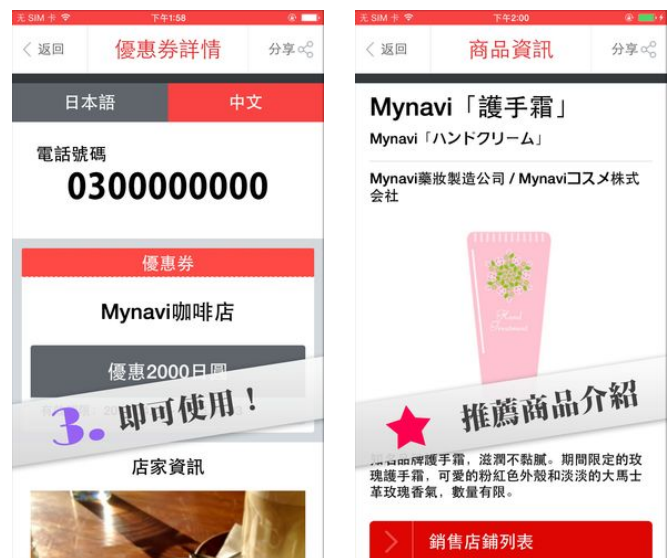 无 SIM 卡
下午1:58
返回
優惠券詳情
分享
日本語
中文
電話號碼
0300000000
優惠券
Mynavi咖啡店
優惠2000日圓
3. 即可使用！
店家資訊
无 SIM 卡
下午2:00
返回
商品資訊
分享
Mynavi「護手霜」
Mynavi「ハンドクリーム」
Mynavi藥妝製造公司 / Mynaviコスメ株式
会社
Hand
Treatment
推薦商品介紹
知名品牌護手霜，滋潤不黏膩。期間限定的玫
瑰護手霜，可愛的粉紅色外殼和淡淡的大馬士
革玫瑰香氣，數量有限。
銷售店鋪列表